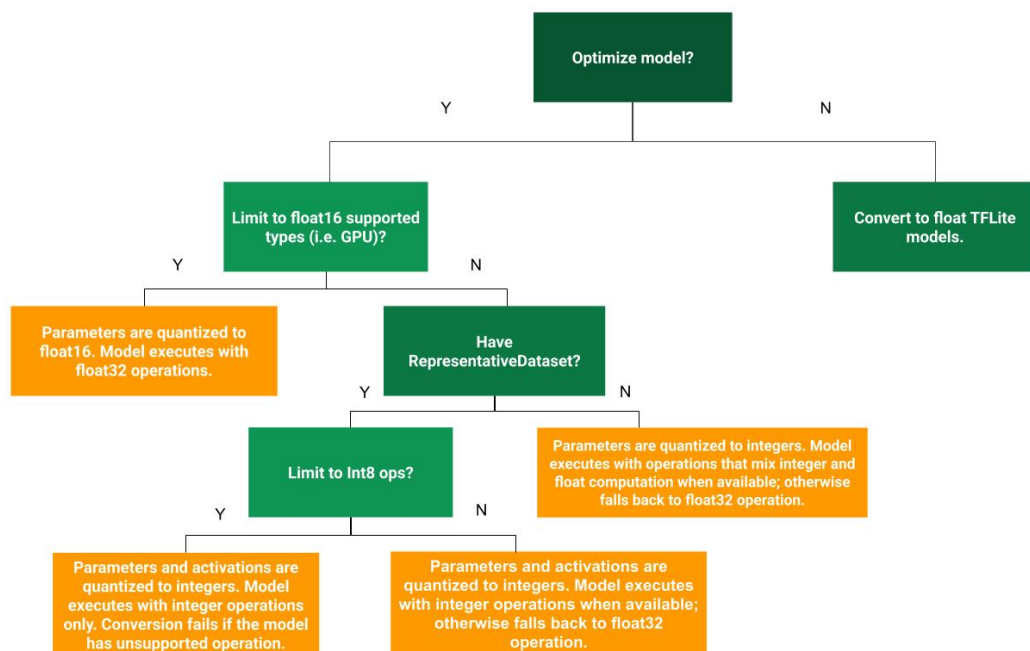 Optimize model?
Y
N
Limit to float16 supported
types (i.e. GPU)?
Convert to float TFLite
models.
Y
N
Parameters are quantized to
float16. Model executes with
float32 operations.
Have
RepresentativeDataset?
Y
N
Limit to Int8 ops?
Parameters are quantized to integers. Model
executes with operations that mix integer and
float computation when available; otherwise
falls back to float32 operation.
Y
N
Parameters and activations are
quantized to integers. Model
executes with integer operations
only. Conversion fails if the model
has unsupported operation.
Parameters and activations are
quantized to integers. Model executes
with integer operations when available;
otherwise falls back to float32
operation.